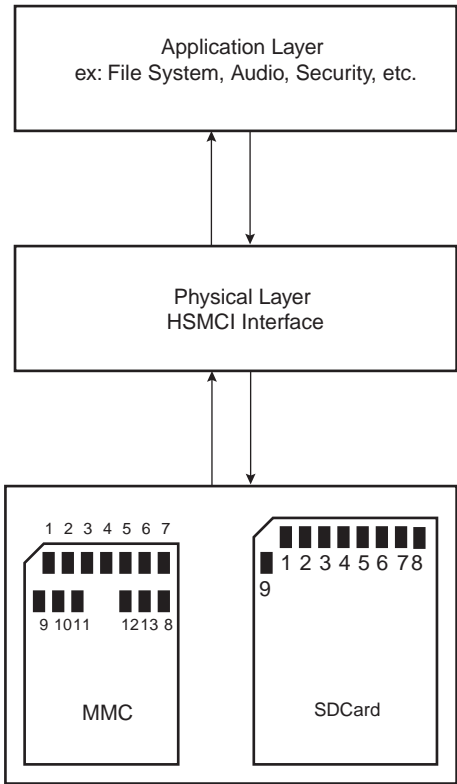 Application Layer
ex: File System, Audio, Security, etc.
Physical Layer
HSMCI Interface
1 2 3 4 5 6 7
9 10 11 12 13 8
MMC
1 2 3 4 5 6 7 8
9
SDCard